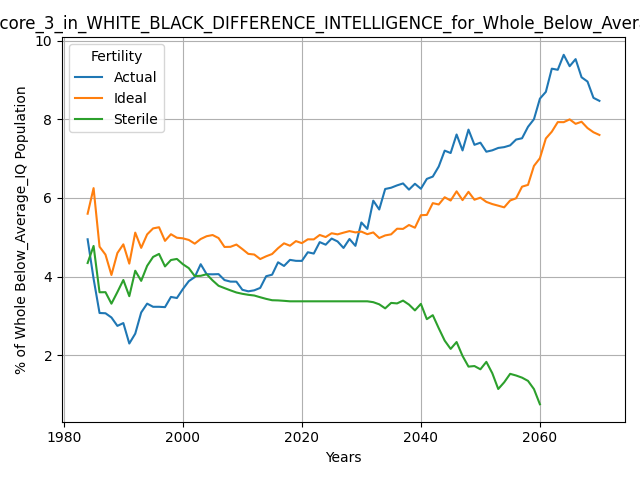 core_3_in_WHITE_BLACK_DIFFERENCE_INTELLIGENCE_for_Whole_Below_Avera
Fertility
Actual
Ideal
Sterile
% of Whole Below_Average_IQ Population
10
8
6
4
2
1980
2000
2020
2040
2060
Years